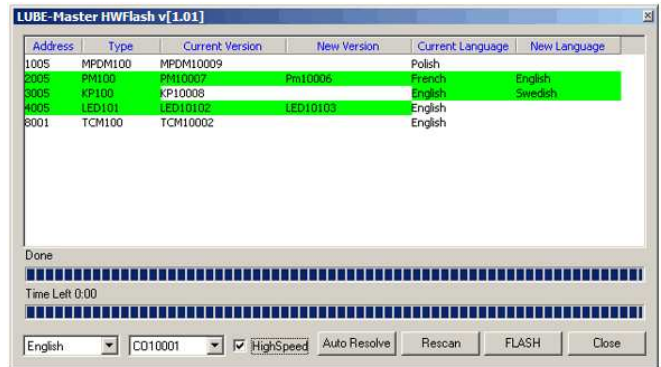 LUBE-Master HWFlash v[1.01]
Address Type Current Version New Version Current Language New Language
1005 MPDM100 MPDM10009 Polish
2005 PM100 PM10007 Pm10006 French English
3005 KP100 KP10008 English Swedish
4005 LED101 LED10102 LED10103 English
8001 TCM100 TCM10002 English
Done
Time Left 0:00
English CO10001 HighSpeed Auto Resolve Rescan FLASH Close